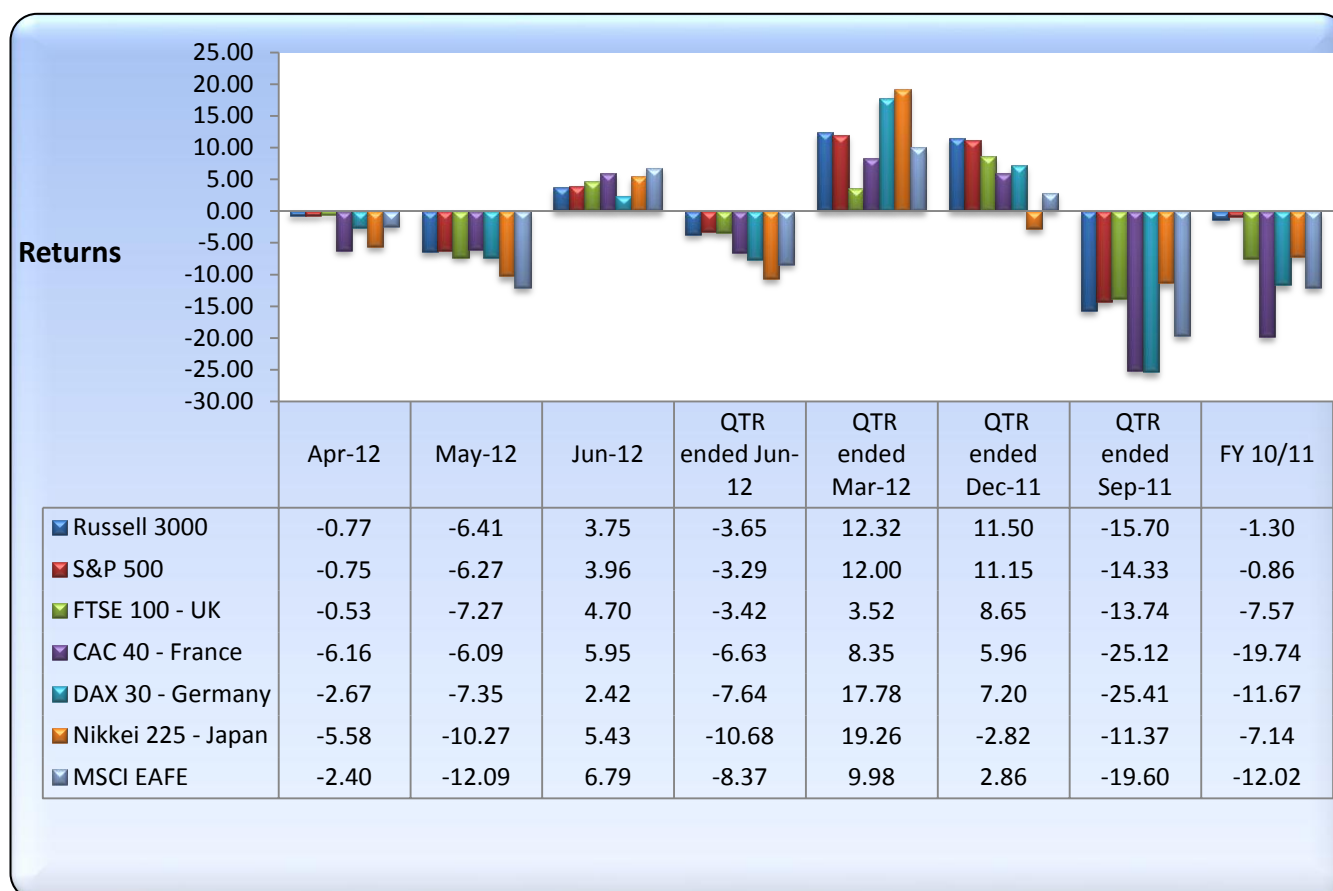 25.00
20.00
15.00
10.00
5.00
0.00
-5.00
-10.00
-15.00
-20.00
-25.00
-30.00
Returns
Apr-12 May-12 Jun-12 QTR ended Jun-12 QTR ended Mar-12 QTR ended Dec-11 QTR ended Sep-11 FY 10/11
Russell 3000 -0.77 -6.41 3.75 -3.65 12.32 11.50 -15.70 -1.30
S&P 500 -0.75 -6.27 3.96 -3.29 12.00 11.15 -14.33 -0.86
FTSE 100 - UK -0.53 -7.27 4.70 -3.42 3.52 8.65 -13.74 -7.57
CAC 40 - France -6.16 -6.09 5.95 -6.63 8.35 5.96 -25.12 -19.74
DAX 30 - Germany -2.67 -7.35 2.42 -7.64 17.78 7.20 -25.41 -11.67
Nikkei 225 - Japan -5.58 -10.27 5.43 -10.68 19.26 -2.82 -11.37 -7.14
MSCI EAFE -2.40 -12.09 6.79 -8.37 9.98 2.86 -19.60 -12.02